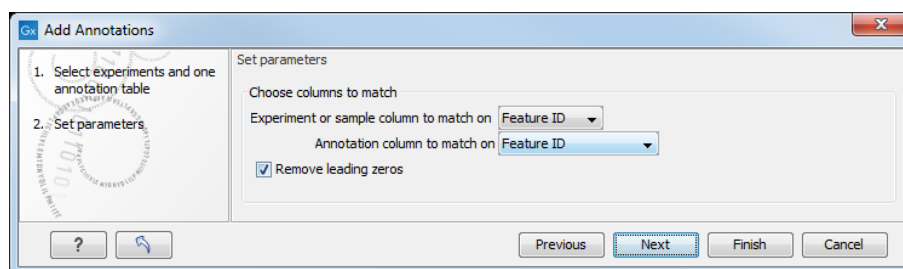 Gx Add Annotations
1. Select experiments and one
annotation table
2. Set parameters
Set parameters
Choose columns to match
Experiment or sample column to match on Feature ID
Annotation column to match on Feature ID
Remove leading zeros
? Previous Next Finish Cancel